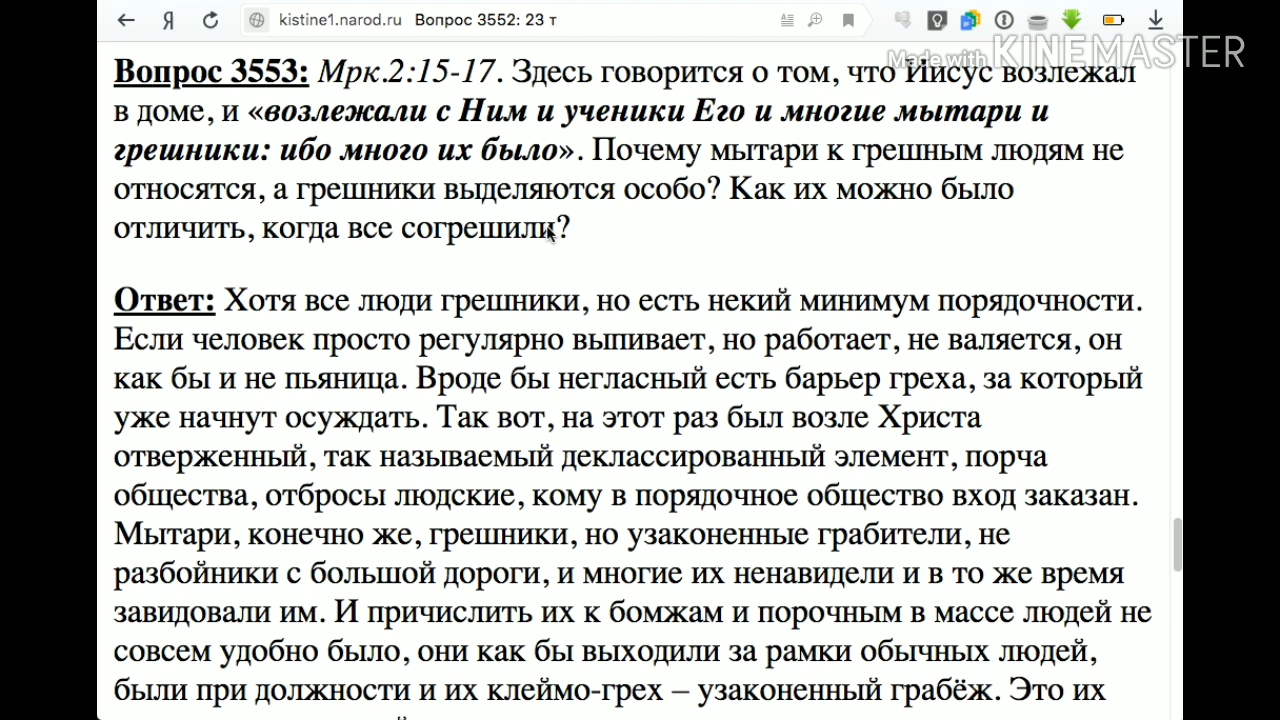 kistine1.narod.ru Вопрос 3552: 23 т
Made with KINEMASTER
Вопрос 3553: Мрк.2:15-17. Здесь говорится о том, что Иисус возлежал
в доме, и «возлежали с Ним и ученики Его и многие мытари и
грешники: ибо много их было». Почему мытари к грешным людям не
относятся, а грешники выделяются особо? Как их можно было
отличить, когда все согрешили?
Ответ: Хотя все люди грешники, но есть некий минимум порядочности.
Если человек просто регулярно выпивает, но работает, не валяется, он
как бы и не пьяница. Вроде бы негласный есть барьер греха, за который
уже начнут осуждать. Так вот, на этот раз был возле Христа
отверженный, так называемый деклассированный элемент, порча
общества, отбросы людские, кому в порядочное общество вход заказан.
Мытари, конечно же, грешники, но узаконенные грабители, не
разбойники с большой дороги, и многие их ненавидели и в то же время
завидовали им. И причислить их к бомжам и порочным в массе людей не
совсем удобно было, они как бы выходили за рамки обычных людей,
были при должности и их клеймо-грех – узаконенный грабёж. Это их